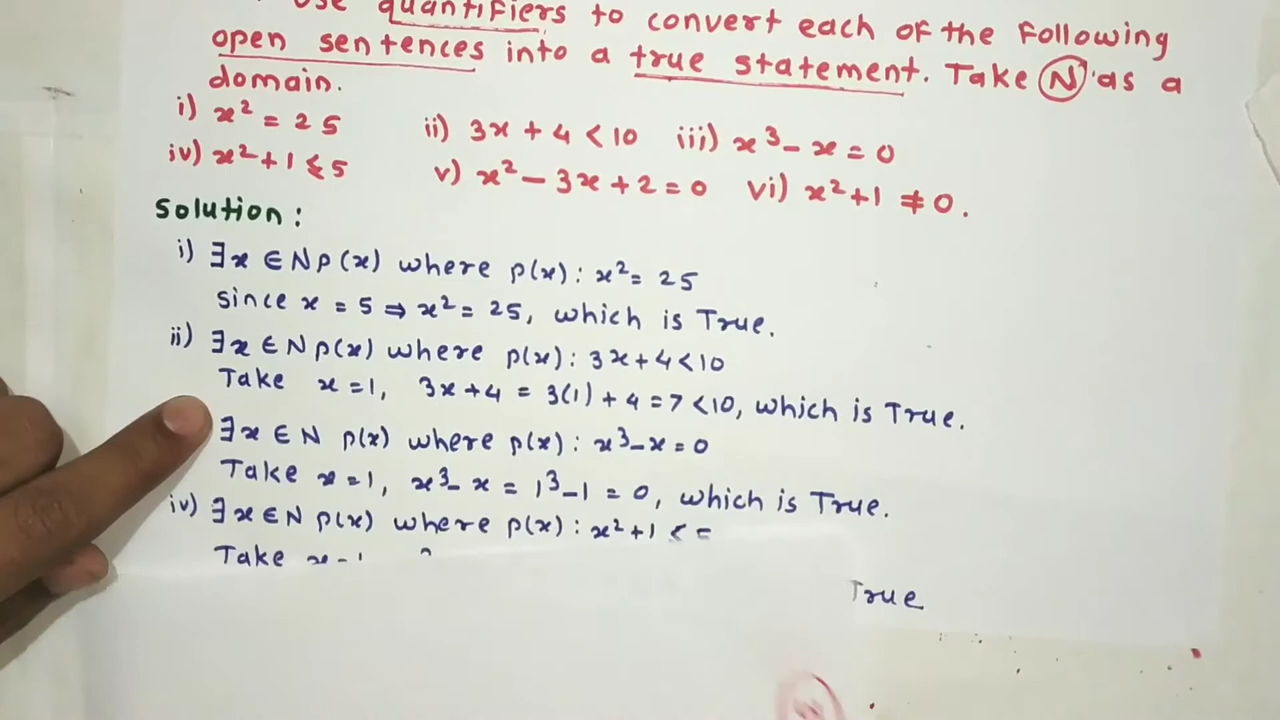 quantifiers to convert each of the following
open sentences into a true statement. Take N as a
domain.
i) x² = 25 ii) 3x + 4 < 10 iii) x³ - x = 0
iv) x² + 1 ≤ 5 v) x² - 3x + 2 = 0 vi) x² + 1 ≠ 0.
Solution:
i) ∃x ∈ N p(x) where p(x): x² = 25
since x = 5 ⇒ x² = 25, which is True.
ii) ∃x ∈ N p(x) where p(x): 3x + 4 < 10
Take x = 1, 3x + 4 = 3(1) + 4 = 7 < 10, which is True.
∃x ∈ N p(x) where p(x): x³ - x = 0
Take x = 1, x³ - x = 1³ - 1 = 0, which is True.
iv) ∃x ∈ N p(x) where p(x): x² + 1 <
Take
True